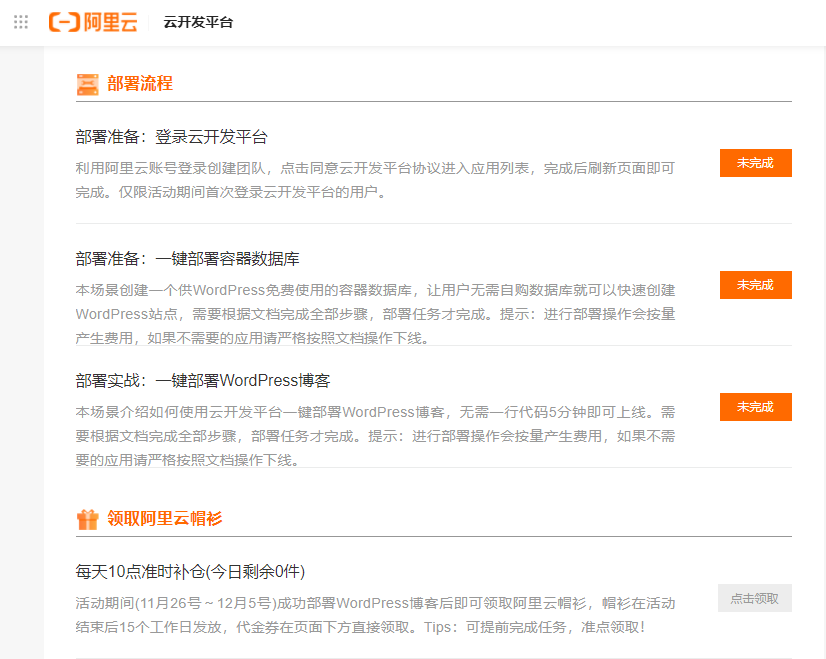 阿里云 云开发平台
部署流程
部署准备：登录云开发平台
利用阿里云账号登录创建团队，点击同意云开发平台协议进入应用列表，完成后刷新页面即可
完成。仅限活动期间首次登录云开发平台的用户。
未完成
部署准备：一键部署容器数据库
本场景创建一个供WordPress免费使用的容器数据库，让用户无需自购数据库就可以快速创建
WordPress站点，需要根据文档完成全部步骤，部署任务才完成。提示：进行部署操作会按量
产生费用，如果不需要的应用请严格按照文档操作下线。
未完成
部署实战：一键部署WordPress博客
本场景介绍如何使用云开发平台一键部署WordPress博客，无需一行代码5分钟即可上线。需
要根据文档完成全部步骤，部署任务才完成。提示：进行部署操作会按量产生费用，如果不需
要的应用请严格按照文档操作下线。
未完成
领取阿里云帽衫
每天10点准时补仓(今日剩余0件)
活动期间(11月26号～12月5号)成功部署WordPress博客后即可领取阿里云帽衫，帽衫在活动
结束后15个工作日发放，代金券在页面下方直接领取。Tips：可提前完成任务，准点领取！
点击领取